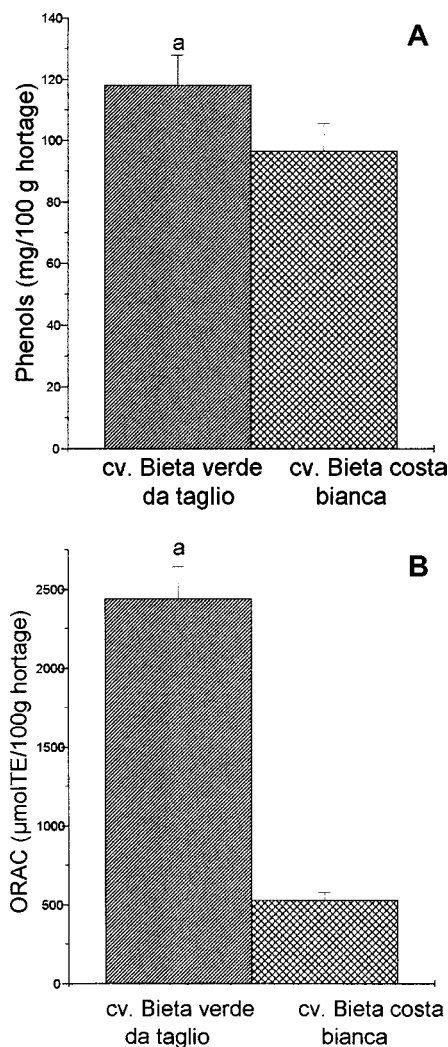 A
a
140
120
100
80
60
40
20
0
Phenols (mg/100 g hortage)
cv. Bieta verde cv. Bieta costa
da taglio bianca
B
a
2500
2000
1500
1000
500
0
ORAC (µmolTE/100g hortage)
cv. Bieta verde cv. Bieta costa
da taglio bianca